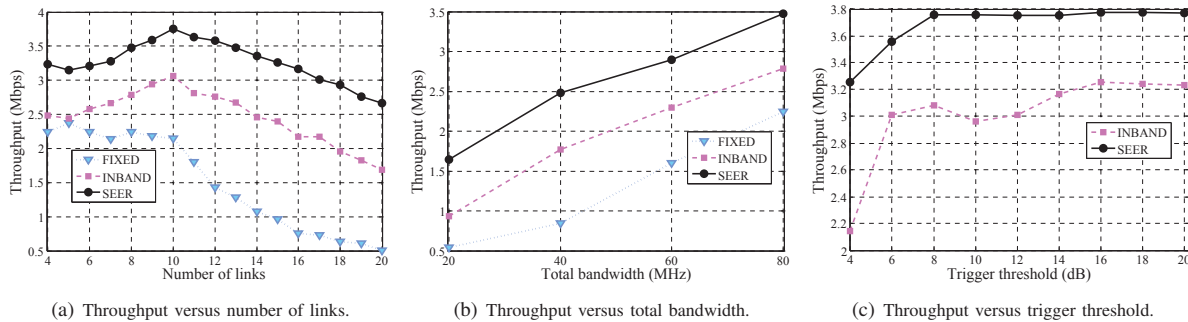 4
3.5
3
2.5
2
1.5
1
0.5
Throughput (Mbps)
FIXED
INBAND
SEER
4 6 8 10 12 14 16 18 20
Number of links
(a) Throughput versus number of links.
3.5
3
2.5
2
1.5
1
0.5
Throughput (Mbps)
FIXED
INBAND
SEER
20 40 60 80
Total bandwidth (MHz)
(b) Throughput versus total bandwidth.
3.8
3.6
3.4
3.2
3
2.8
2.6
2.4
2.2
2
Throughput (Mbps)
INBAND
SEER
4 6 8 10 12 14 16 18 20
Trigger threshold (dB)
(c) Throughput versus trigger threshold.